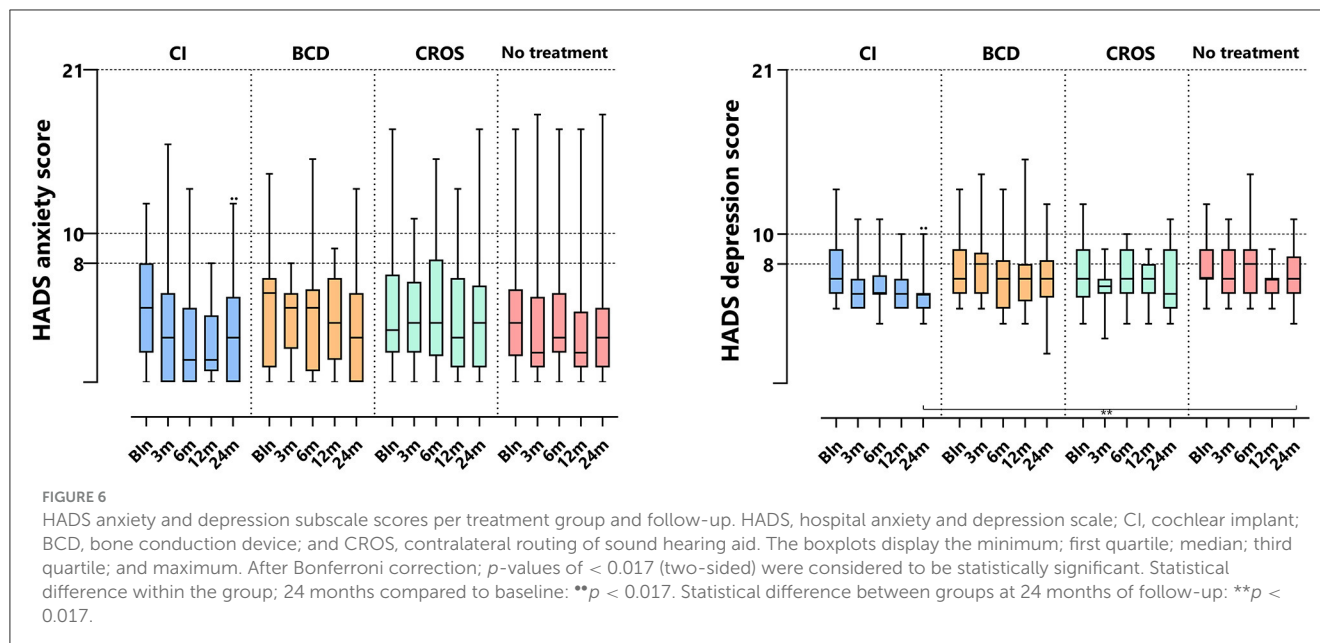 CI BCD CROS No treatment
21
10
8
HADS anxiety score
••
Bln 3m 6m 12m 24m Bln 3m 6m 12m 24m Bln 3m 6m 12m 24m Bln 3m 6m 12m 24m
CI BCD CROS No treatment
21
10
8
HADS depression score
••
**
Bln 3m 6m 12m 24m Bln 3m 6m 12m 24m Bln 3m 6m 12m 24m Bln 3m 6m 12m 24m
FIGURE 6
HADS anxiety and depression subscale scores per treatment group and follow-up. HADS, hospital anxiety and depression scale; CI, cochlear implant;
BCD, bone conduction device; and CROS, contralateral routing of sound hearing aid. The boxplots display the minimum; first quartile; median; third
quartile; and maximum. After Bonferroni correction; p-values of < 0.017 (two-sided) were considered to be statistically significant. Statistical
difference within the group; 24 months compared to baseline: ••p < 0.017. Statistical difference between groups at 24 months of follow-up: **p <
0.017.